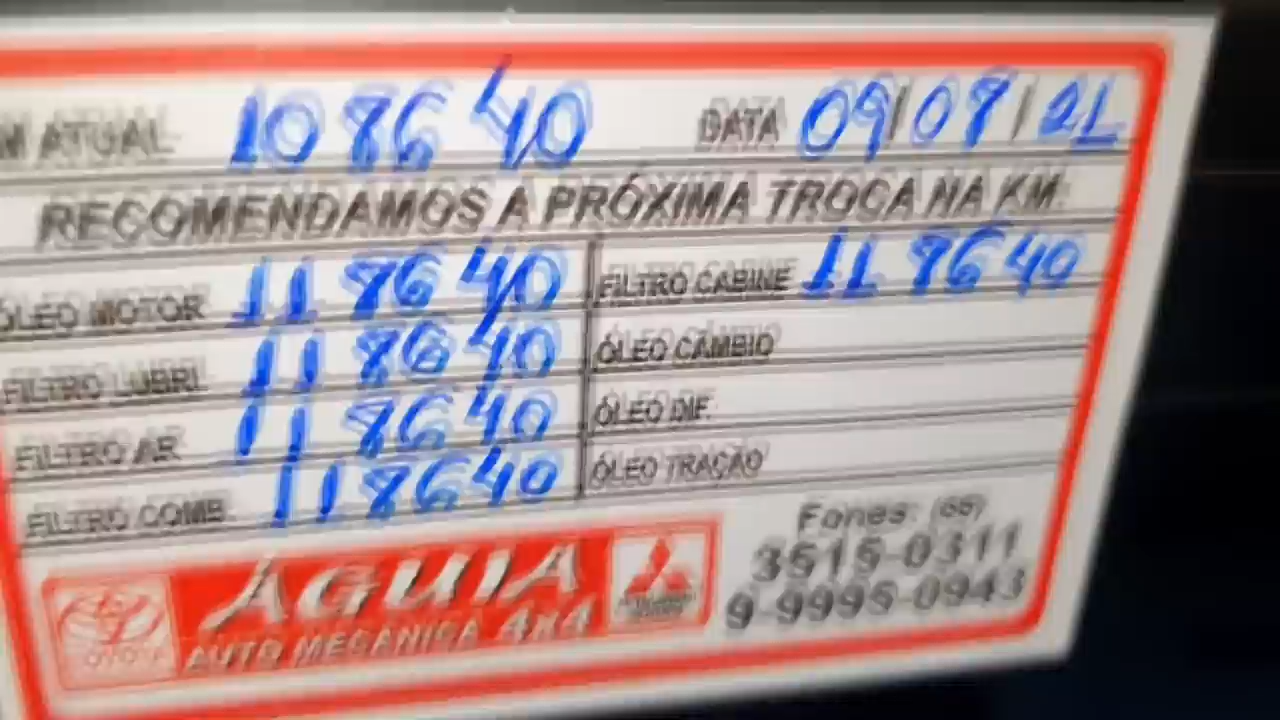 M ATUAL 108640 DATA 09/08/21
RECOMENDAMOS A PRÓXIMA TROCA NA KM:
ÓLEO MOTOR 118640 FILTRO CABINE 118640
FILTRO LUBRI. 118640 ÓLEO CÂMBIO
FILTRO AR 118640 ÓLEO DIF.
FILTRO COMB. 118640 ÓLEO TRAÇÃO
ÁGUIA
AUTO MECÂNICA 4x4
TOYOTA
MITSUBISHI
Fones: (66)
3515-0311
9-9995-0943